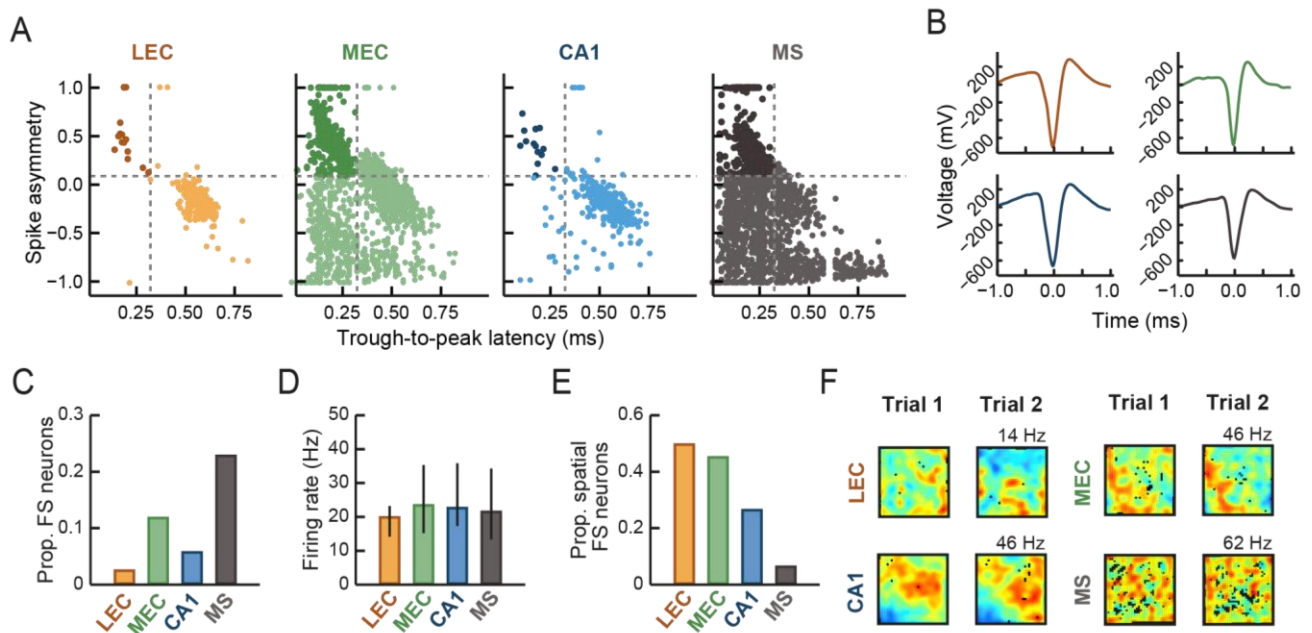 A
LEC
MEC
CA1
MS
Spike asymmetry
1.0
0.5
0.0
−0.5
−1.0
0.25 0.50 0.75
0.25 0.50 0.75
0.25 0.50 0.75
0.25 0.50 0.75
Trough-to-peak latency (ms)
B
Voltage (mV)
200
−200
−600
200
−200
−600
200
−200
−600
200
−200
−600
−1.0 0.0 1.0
−1.0 0.0 1.0
Time (ms)
C
Prop. FS neurons
0.3
0.2
0.1
0
LEC MEC CA1 MS
D
Firing rate (Hz)
50
40
30
20
10
0
LEC MEC CA1 MS
E
Prop. spatial
FS neurons
0.6
0.4
0.2
0
LEC MEC CA1 MS
F
Trial 1 Trial 2 Trial 1 Trial 2
14 Hz 46 Hz
LEC MEC
46 Hz 62 Hz
CA1 MS